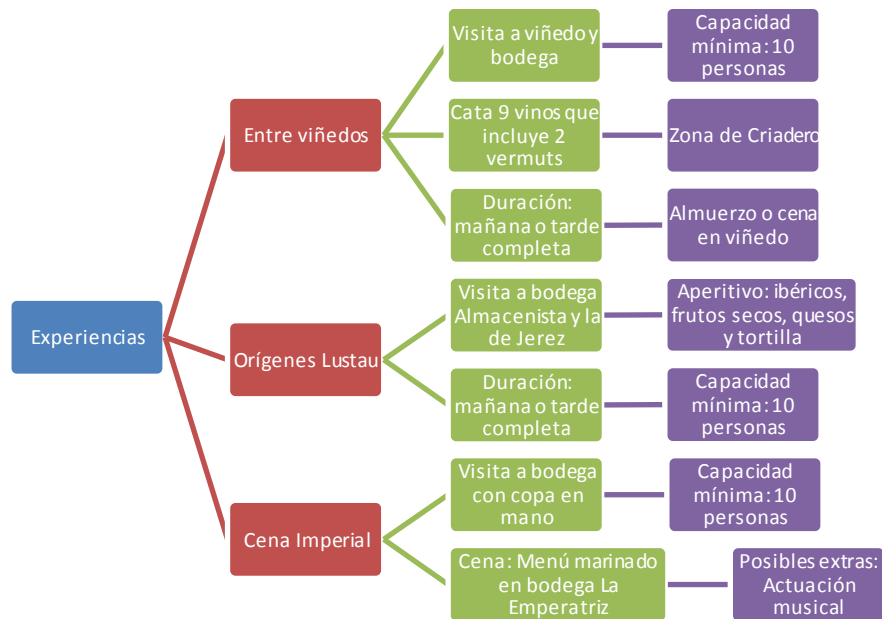 Experiencias
Entre viñedos
Visita a viñedo y
bodega
Capacidad
mínima: 10
personas
Cata 9 vinos que
incluye 2
vermuts
Zona de Criadero
Duración:
mañana o tarde
completa
Almuerzo o cena
en viñedo
Orígenes Lustau
Visita a bodega
Almacenista y la
de Jerez
Aperitivo: ibéricos,
frutos secos, quesos
y tortilla
Duración:
mañana o tarde
completa
Capacidad
mínima: 10
personas
Cena Imperial
Visita a bodega
con copa en
mano
Capacidad
mínima: 10
personas
Cena: Menú marinado
en bodega La
Emperatriz
Posibles extras:
Actuación
musical